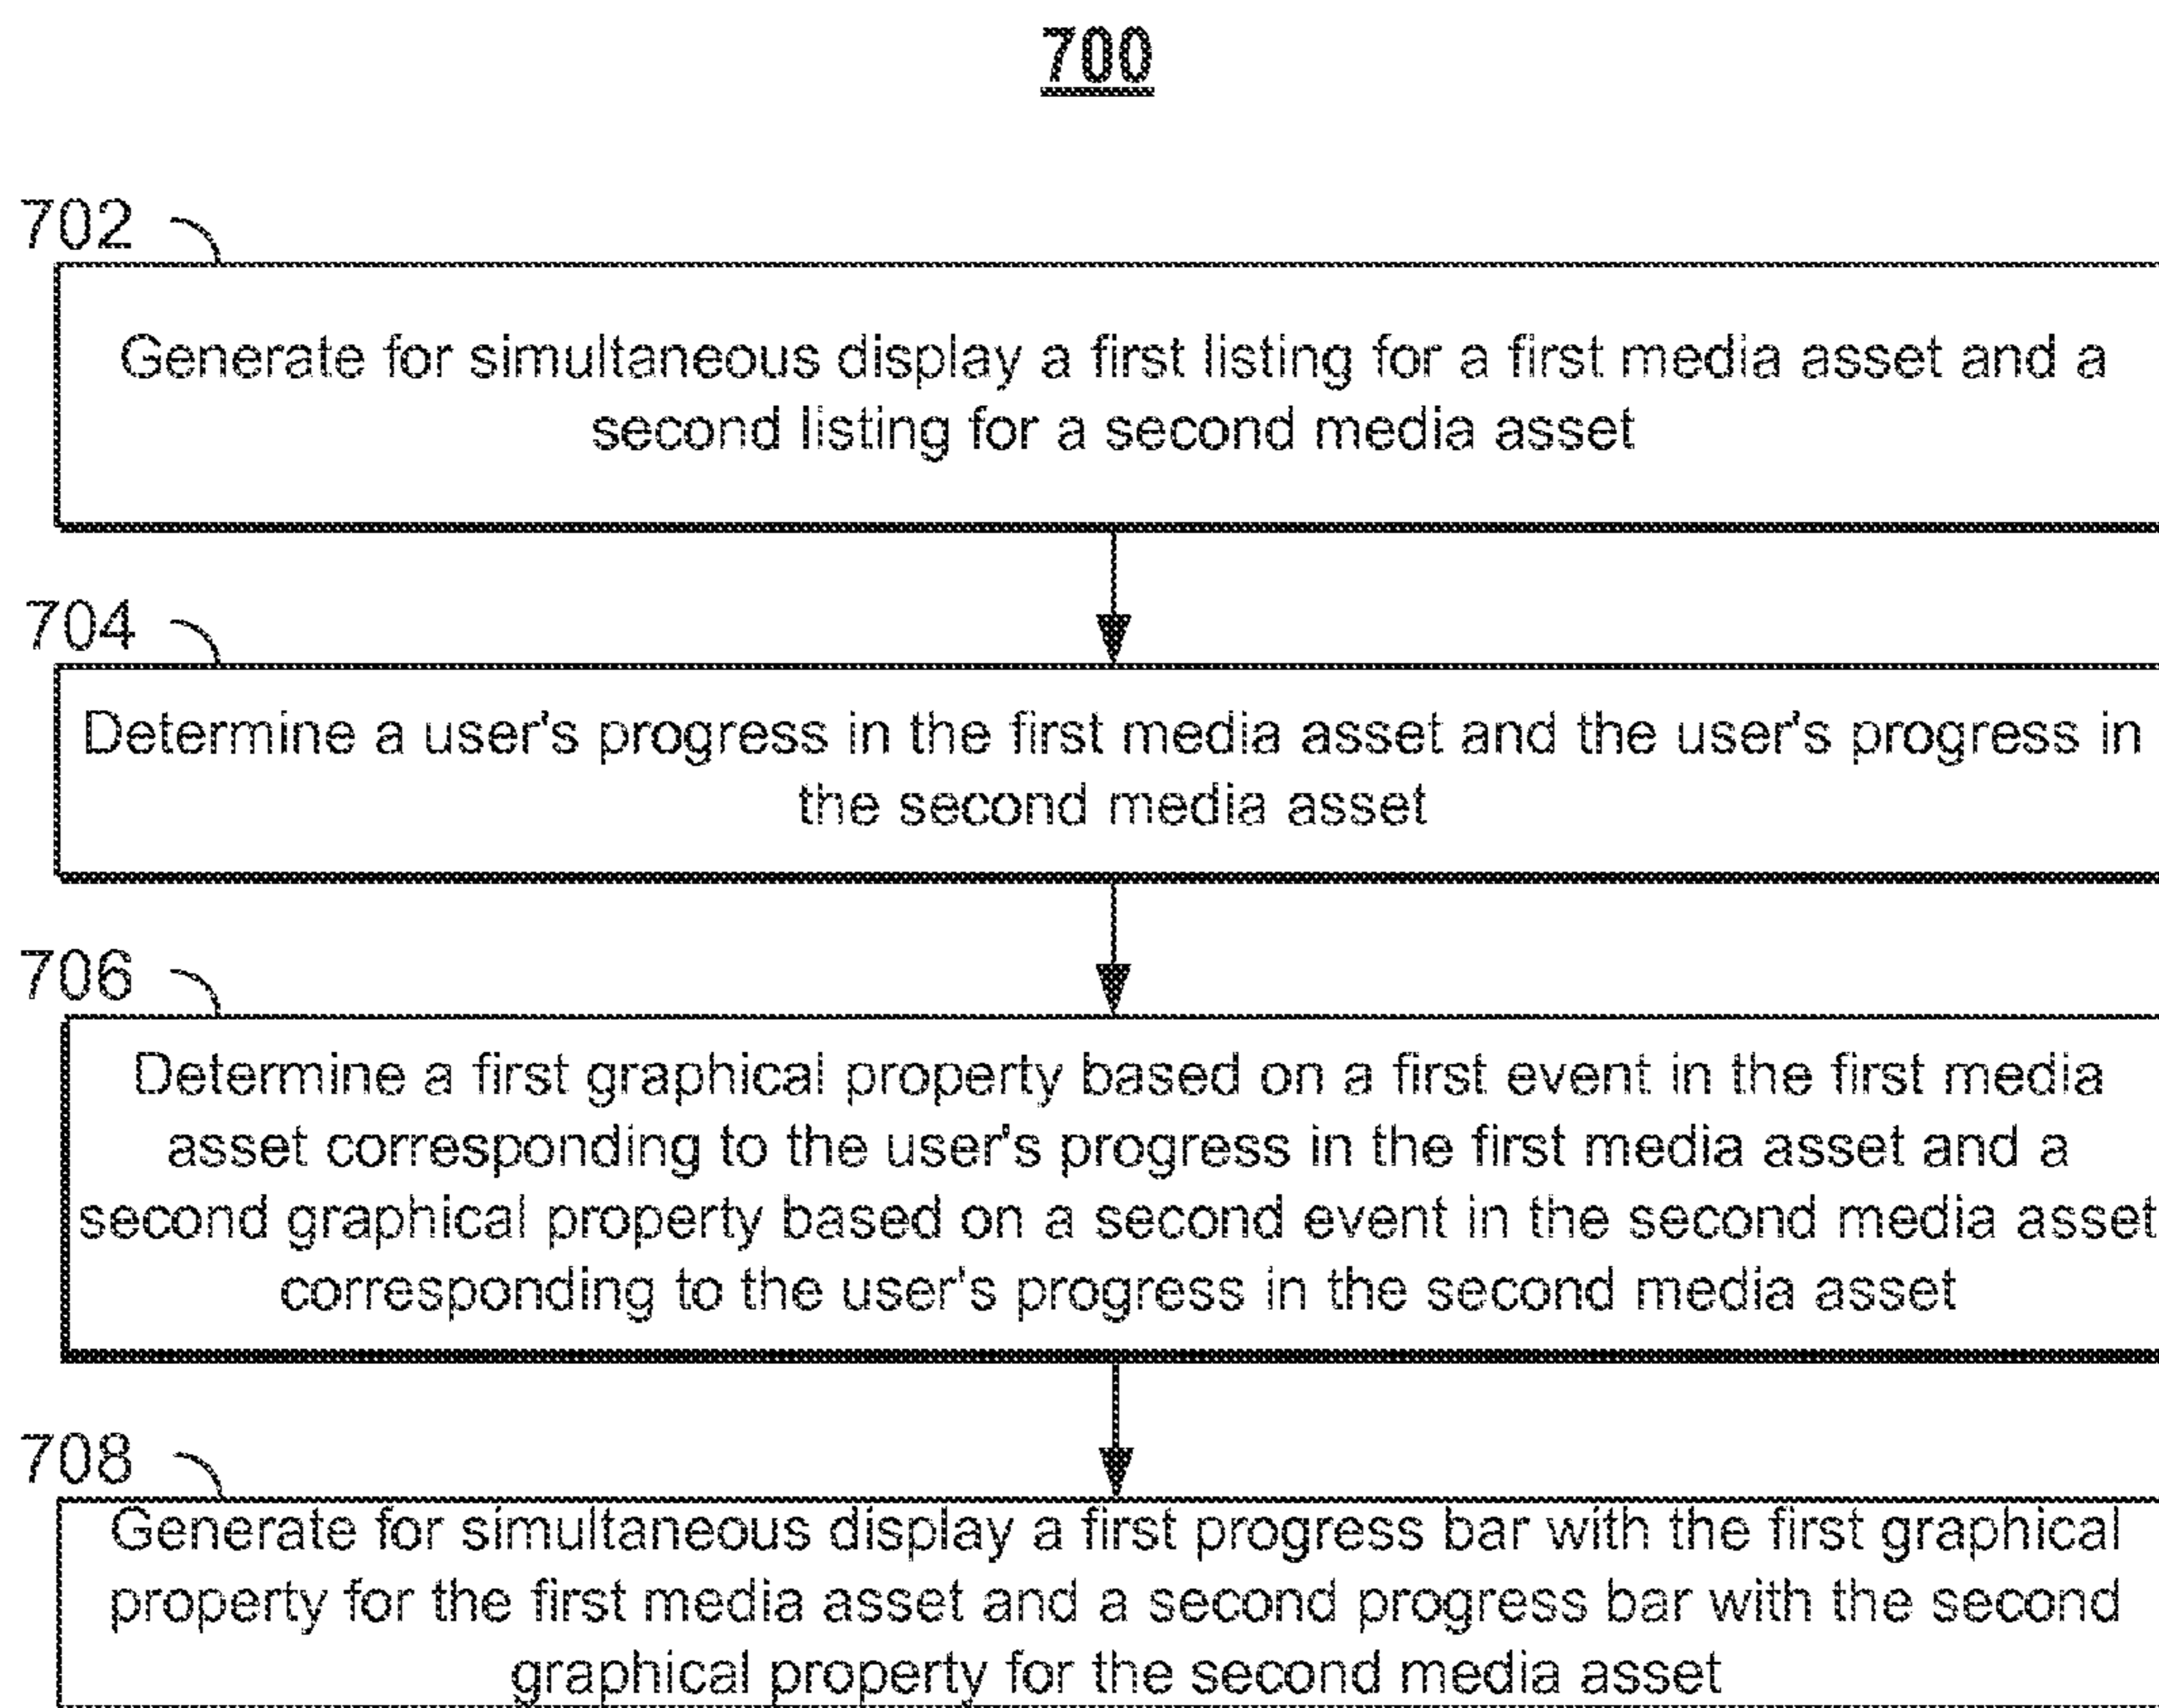 700
702
Generate for simultaneous display a first listing for a first media asset and a
second listing for a second media asset
704
Determine a user's progress in the first media asset and the user's progress in
the second media asset
706
Determine a first graphical property based on a first event in the first media
asset corresponding to the user's progress in the first media asset and a
second graphical property based on a second event in the second media asset
corresponding to the user's progress in the second media asset
708
Generate for simultaneous display a first progress bar with the first graphical
property for the first media asset and a second progress bar with the second
graphical property for the second media asset